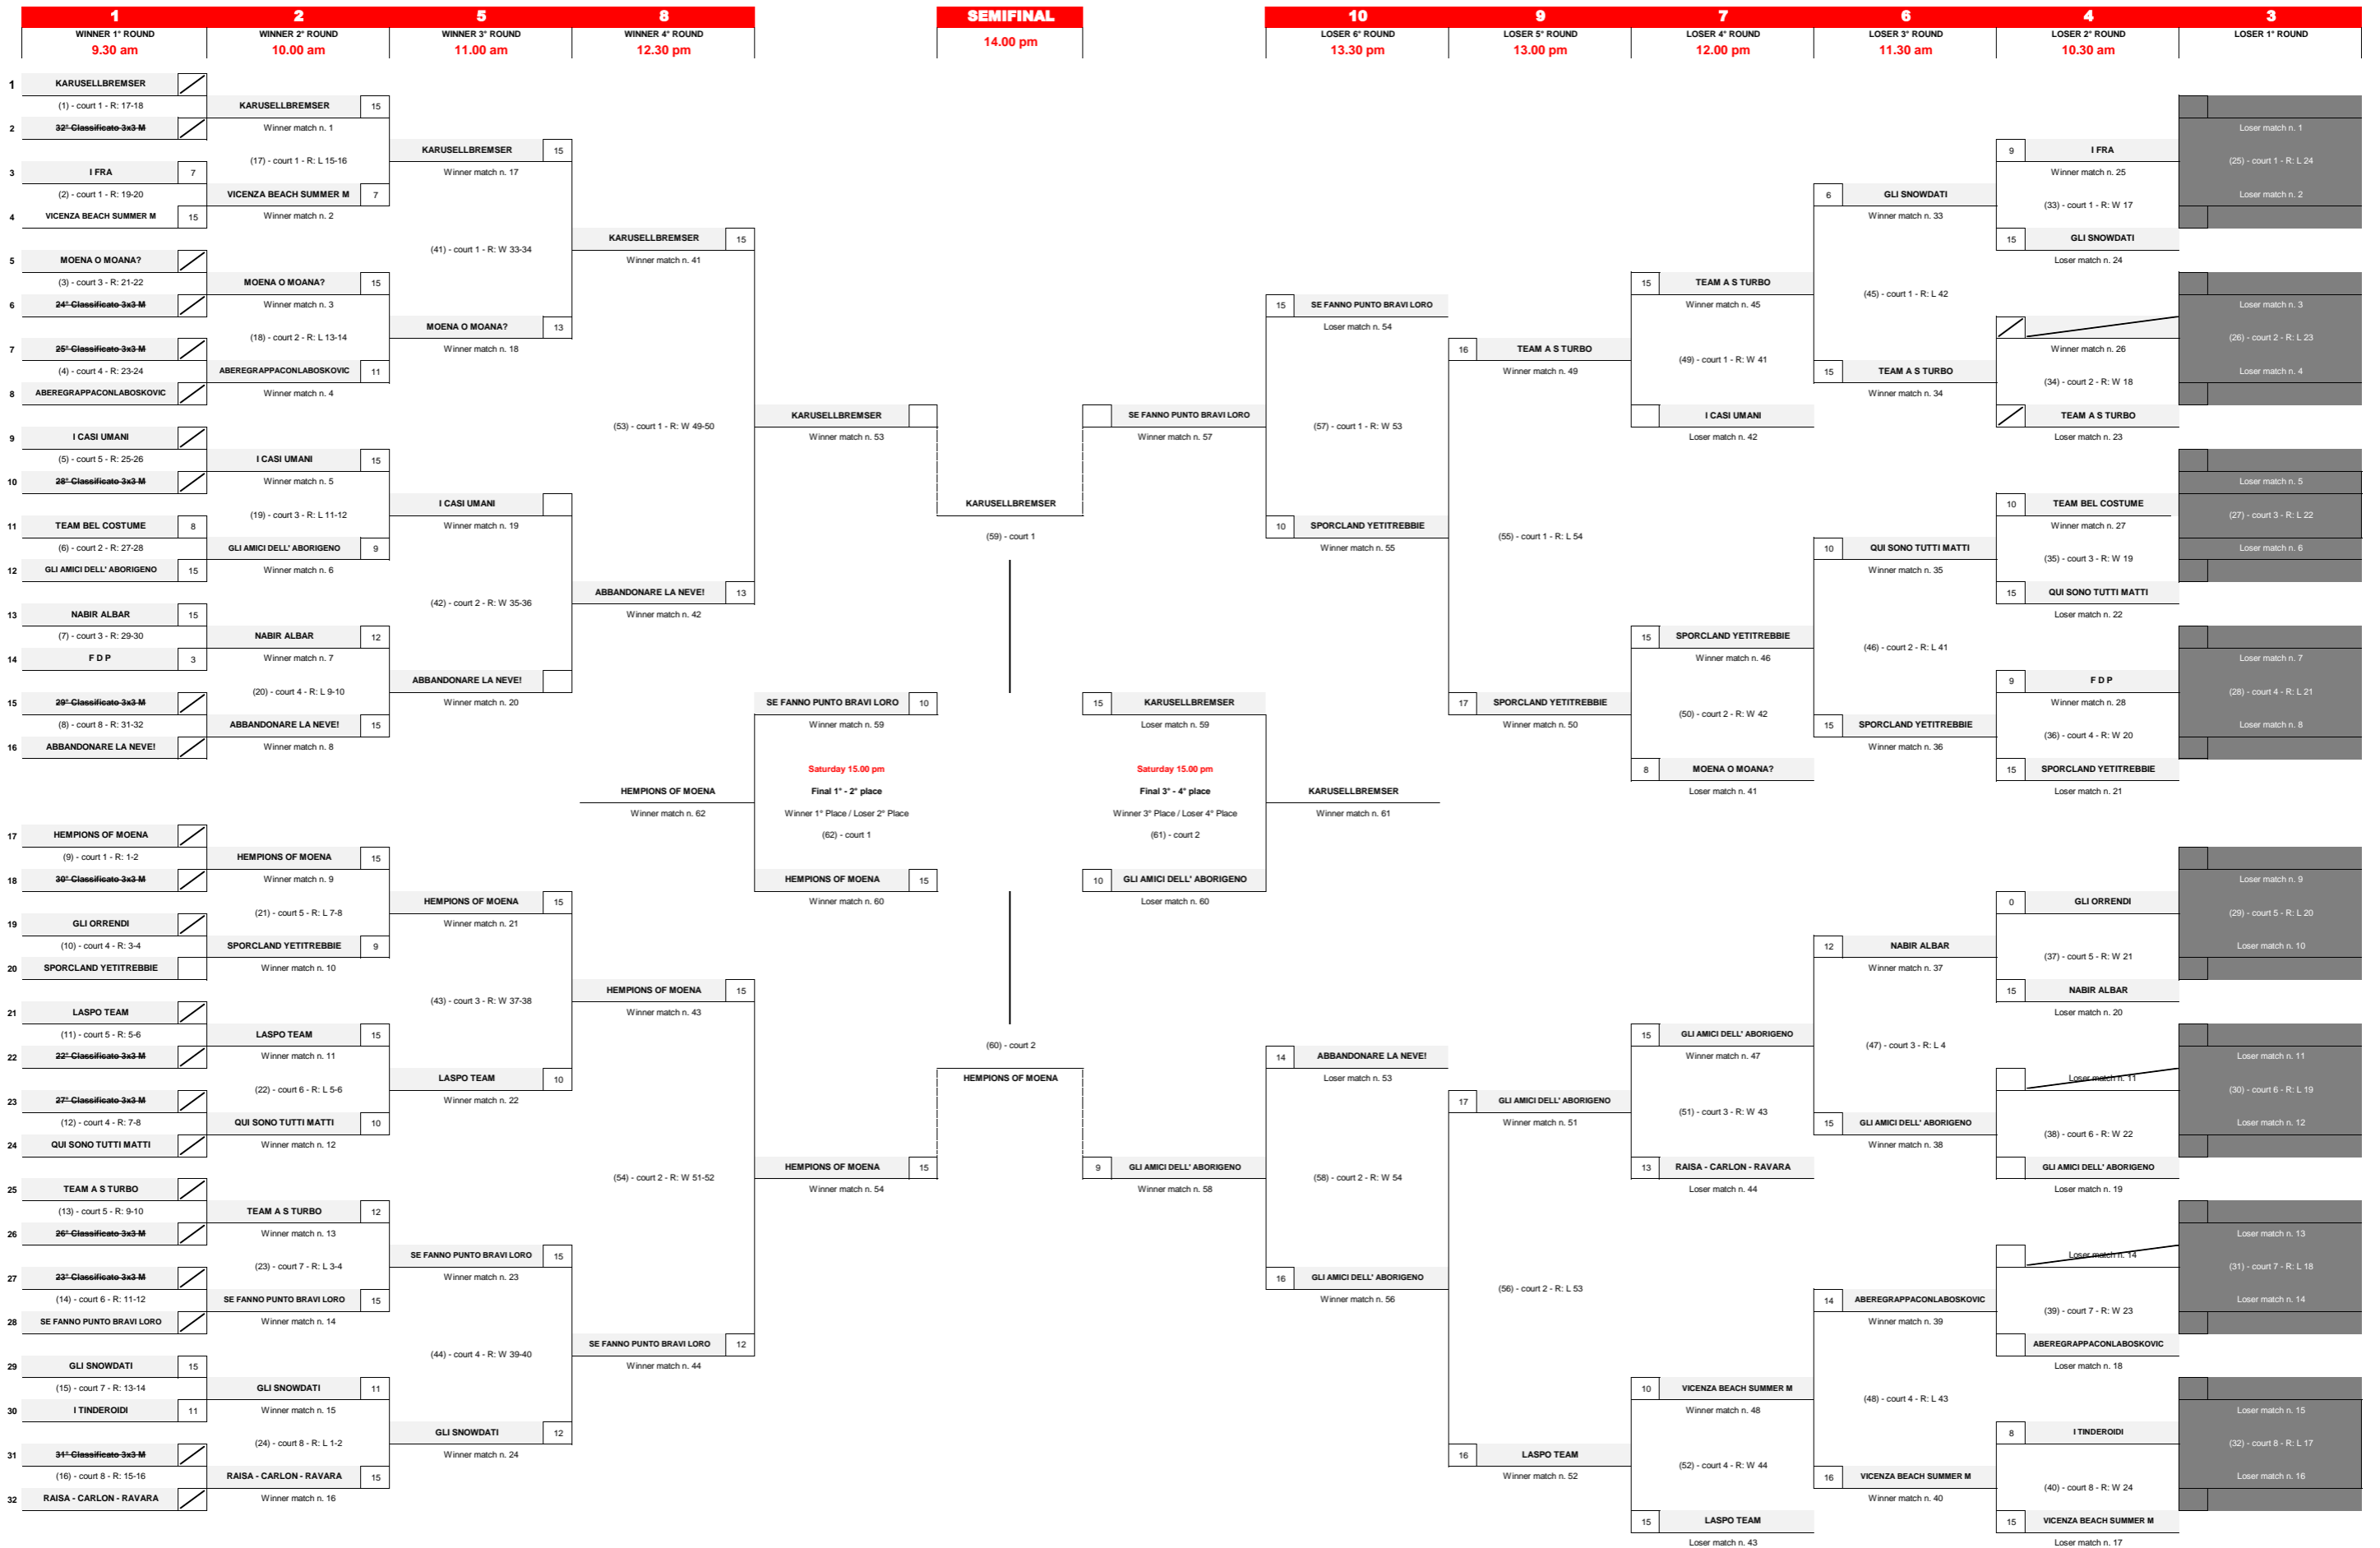 1
WINNER 1° ROUND
9.30 am
1
KARUSELLBREMSER
(1) - court 1 - R: 17-18
2
32° Classificato 3x3 M
3
I FRA
7
(2) - court 1 - R: 19-20
4
VICENZA BEACH SUMMER M
15
5
MOENA O MOANA?
(3) - court 3 - R: 21-22
6
24° Classificato 3x3 M
7
25° Classificato 3x3 M
(4) - court 4 - R: 23-24
8
ABEREGRAPPACONLABOSKOVIC
9
I CASI UMANI
(5) - court 5 - R: 25-26
10
28° Classificato 3x3 M
11
TEAM BEL COSTUME
8
(6) - court 2 - R: 27-28
12
GLI AMICI DELL' ABORIGENO
15
13
NABIR ALBAR
15
(7) - court 3 - R: 29-30
14
F D P
3
15
29° Classificato 3x3 M
(8) - court 8 - R: 31-32
16
ABBANDONARE LA NEVE!
17
HEMPIONS OF MOENA
(9) - court 1 - R: 1-2
18
30° Classificato 3x3 M
19
GLI ORRENDI
(10) - court 4 - R: 3-4
20
SPORCLAND YETITREBBIE
21
LASPO TEAM
(11) - court 5 - R: 5-6
22
22° Classificato 3x3 M
23
27° Classificato 3x3 M
(12) - court 4 - R: 7-8
24
QUI SONO TUTTI MATTI
25
TEAM A S TURBO
(13) - court 5 - R: 9-10
26
26° Classificato 3x3 M
27
23° Classificato 3x3 M
(14) - court 6 - R: 11-12
28
SE FANNO PUNTO BRAVI LORO
29
GLI SNOWDATI
15
(15) - court 7 - R: 13-14
30
I TINDEROIDI
11
31
31° Classificato 3x3 M
(16) - court 8 - R: 15-16
32
RAISA - CARLON - RAVARA
2
WINNER 2° ROUND
10.00 am
KARUSELLBREMSER
15
Winner match n. 1
(17) - court 1 - R: L 15-16
VICENZA BEACH SUMMER M
7
Winner match n. 2
MOENA O MOANA?
15
Winner match n. 3
(18) - court 2 - R: L 13-14
ABEREGRAPPACONLABOSKOVIC
11
Winner match n. 4
I CASI UMANI
15
Winner match n. 5
(19) - court 3 - R: L 11-12
GLI AMICI DELL' ABORIGENO
9
Winner match n. 6
NABIR ALBAR
12
Winner match n. 7
(20) - court 4 - R: L 9-10
ABBANDONARE LA NEVE!
15
Winner match n. 8
HEMPIONS OF MOENA
15
Winner match n. 9
(21) - court 5 - R: L 7-8
SPORCLAND YETITREBBIE
9
Winner match n. 10
LASPO TEAM
15
Winner match n. 11
(22) - court 6 - R: L 5-6
QUI SONO TUTTI MATTI
10
Winner match n. 12
TEAM A S TURBO
12
Winner match n. 13
(23) - court 7 - R: L 3-4
SE FANNO PUNTO BRAVI LORO
15
Winner match n. 14
GLI SNOWDATI
11
Winner match n. 15
(24) - court 8 - R: L 1-2
RAISA - CARLON - RAVARA
15
Winner match n. 16
5
WINNER 3° ROUND
11.00 am
KARUSELLBREMSER
15
Winner match n. 17
(41) - court 1 - R: W 33-34
MOENA O MOANA?
13
Winner match n. 18
I CASI UMANI
Winner match n. 19
(42) - court 2 - R: W 35-36
ABBANDONARE LA NEVE!
Winner match n. 20
HEMPIONS OF MOENA
15
Winner match n. 21
(43) - court 3 - R: W 37-38
LASPO TEAM
10
Winner match n. 22
SE FANNO PUNTO BRAVI LORO
15
Winner match n. 23
(44) - court 4 - R: W 39-40
GLI SNOWDATI
12
Winner match n. 24
8
WINNER 4° ROUND
12.30 pm
KARUSELLBREMSER
15
Winner match n. 41
(53) - court 1 - R: W 49-50
ABBANDONARE LA NEVE!
13
Winner match n. 42
HEMPIONS OF MOENA
Winner match n. 62
HEMPIONS OF MOENA
15
Winner match n. 43
(54) - court 2 - R: W 51-52
SE FANNO PUNTO BRAVI LORO
12
Winner match n. 44
KARUSELLBREMSER
Winner match n. 53
SE FANNO PUNTO BRAVI LORO
10
Winner match n. 59
Saturday 15.00 pm
Final 1° - 2° place
Winner 1° Place / Loser 2° Place
(62) - court 1
HEMPIONS OF MOENA
15
Winner match n. 60
HEMPIONS OF MOENA
15
Winner match n. 54
SEMIFINAL
14.00 pm
KARUSELLBREMSER
(59) - court 1
(60) - court 2
HEMPIONS OF MOENA
SE FANNO PUNTO BRAVI LORO
Winner match n. 57
15
KARUSELLBREMSER
Loser match n. 59
Saturday 15.00 pm
Final 3° - 4° place
Winner 3° Place / Loser 4° Place
(61) - court 2
10
GLI AMICI DELL' ABORIGENO
Loser match n. 60
9
GLI AMICI DELL' ABORIGENO
Winner match n. 58
10
LOSER 6° ROUND
13.30 pm
15
SE FANNO PUNTO BRAVI LORO
Loser match n. 54
(57) - court 1 - R: W 53
10
SPORCLAND YETITREBBIE
Winner match n. 55
KARUSELLBREMSER
Winner match n. 61
14
ABBANDONARE LA NEVE!
Loser match n. 53
(58) - court 2 - R: W 54
16
GLI AMICI DELL' ABORIGENO
Winner match n. 56
9
LOSER 5° ROUND
13.00 pm
16
TEAM A S TURBO
Winner match n. 49
(55) - court 1 - R: L 54
17
SPORCLAND YETITREBBIE
Winner match n. 50
17
GLI AMICI DELL' ABORIGENO
Winner match n. 51
(56) - court 2 - R: L 53
16
LASPO TEAM
Winner match n. 52
7
LOSER 4° ROUND
12.00 pm
15
TEAM A S TURBO
Winner match n. 45
(49) - court 1 - R: W 41
I CASI UMANI
Loser match n. 42
15
SPORCLAND YETITREBBIE
Winner match n. 46
(50) - court 2 - R: W 42
8
MOENA O MOANA?
Loser match n. 41
15
GLI AMICI DELL' ABORIGENO
Winner match n. 47
(51) - court 3 - R: W 43
13
RAISA - CARLON - RAVARA
Loser match n. 44
10
VICENZA BEACH SUMMER M
Winner match n. 48
(52) - court 4 - R: W 44
15
LASPO TEAM
Loser match n. 43
6
LOSER 3° ROUND
11.30 am
6
GLI SNOWDATI
Winner match n. 33
(45) - court 1 - R: L 42
15
TEAM A S TURBO
Winner match n. 34
10
QUI SONO TUTTI MATTI
Winner match n. 35
(46) - court 2 - R: L 41
15
SPORCLAND YETITREBBIE
Winner match n. 36
12
NABIR ALBAR
Winner match n. 37
(47) - court 3 - R: L 4
15
GLI AMICI DELL' ABORIGENO
Winner match n. 38
14
ABEREGRAPPACONLABOSKOVIC
Winner match n. 39
(48) - court 4 - R: L 43
16
VICENZA BEACH SUMMER M
Winner match n. 40
4
LOSER 2° ROUND
10.30 am
9
I FRA
Winner match n. 25
(33) - court 1 - R: W 17
15
GLI SNOWDATI
Loser match n. 24
Winner match n. 26
(34) - court 2 - R: W 18
TEAM A S TURBO
Loser match n. 23
10
TEAM BEL COSTUME
Winner match n. 27
(35) - court 3 - R: W 19
15
QUI SONO TUTTI MATTI
Loser match n. 22
9
F D P
Winner match n. 28
(36) - court 4 - R: W 20
15
SPORCLAND YETITREBBIE
Loser match n. 21
0
GLI ORRENDI
(37) - court 5 - R: W 21
15
NABIR ALBAR
Loser match n. 20
Loser match n. 11
(38) - court 6 - R: W 22
GLI AMICI DELL' ABORIGENO
Loser match n. 19
Loser match n. 14
(39) - court 7 - R: W 23
ABEREGRAPPACONLABOSKOVIC
Loser match n. 18
8
I TINDEROIDI
(40) - court 8 - R: W 24
15
VICENZA BEACH SUMMER M
Loser match n. 17
3
LOSER 1° ROUND
Loser match n. 1
(25) - court 1 - R: L 24
Loser match n. 2
Loser match n. 3
(26) - court 2 - R: L 23
Loser match n. 4
Loser match n. 5
(27) - court 3 - R: L 22
Loser match n. 6
Loser match n. 7
(28) - court 4 - R: L 21
Loser match n. 8
Loser match n. 9
(29) - court 5 - R: L 20
Loser match n. 10
Loser match n. 11
(30) - court 6 - R: L 19
Loser match n. 12
Loser match n. 13
(31) - court 7 - R: L 18
Loser match n. 14
Loser match n. 15
(32) - court 8 - R: L 17
Loser match n. 16